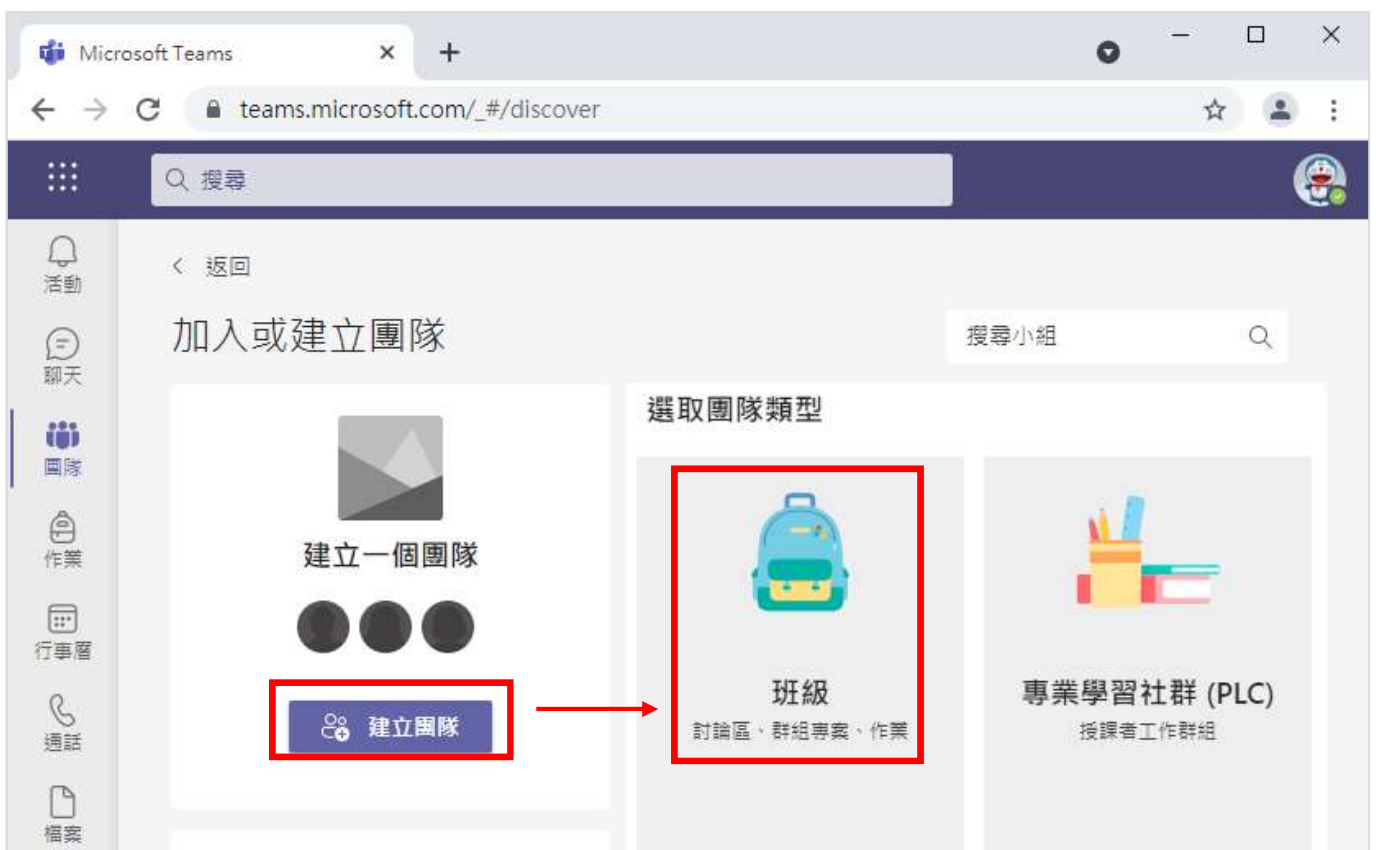 Microsoft Teams
teams.microsoft.com/_#/discover
搜尋
活動
聊天
團隊
作業
行事曆
通話
檔案
返回
加入或建立團隊
搜尋小組
建立一個團隊
建立團隊
選取團隊類型
班級
討論區、群組專案、作業
專業學習社群 (PLC)
授課者工作群組